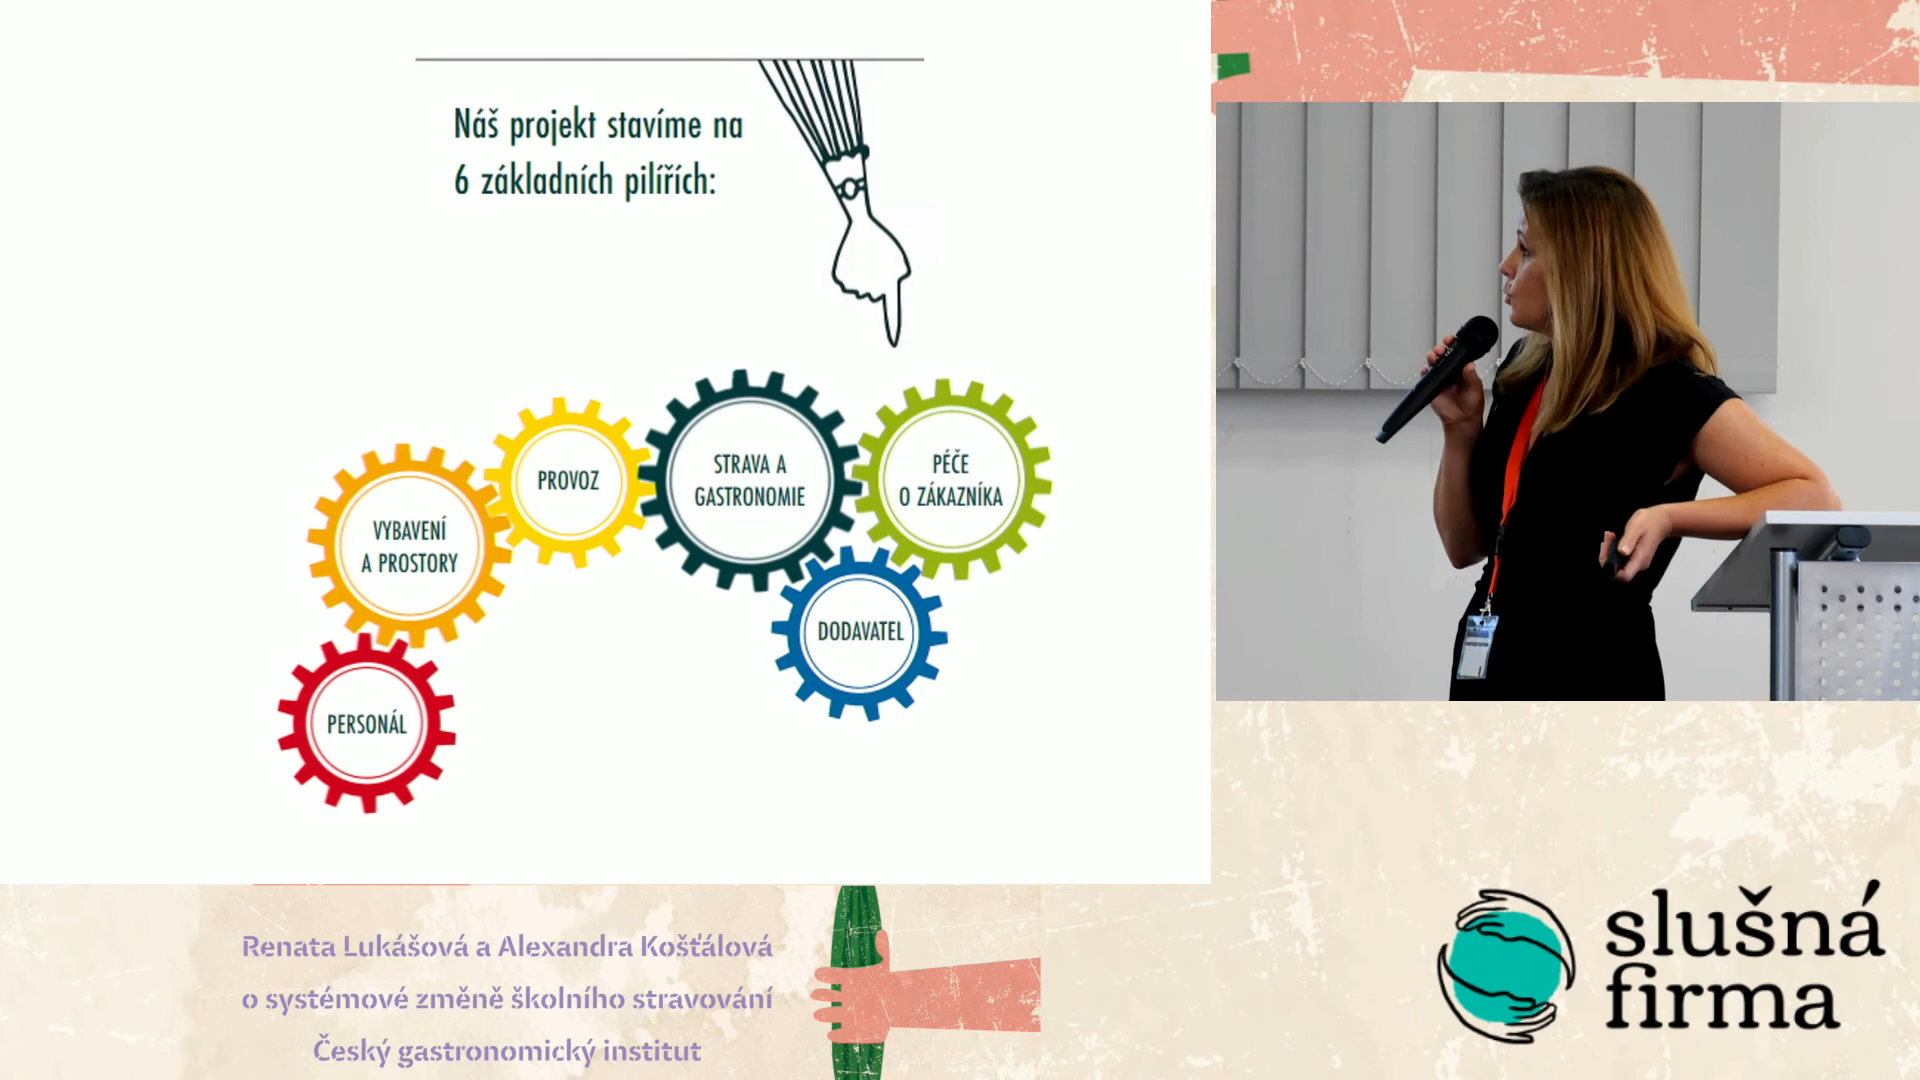 Náš projekt stavíme na
6 základních pilířích:
PROVOZ
STRAVA A
GASTRONOMIE
PÉČE
O ZÁKAZNÍKA
VYBAVENÍ
A PROSTORY
DODAVATEL
PERSONÁL
Renata Lukášová a Alexandra Košťálová
o systémové změně školního stravování
Český gastronomický institut
slušná
firma